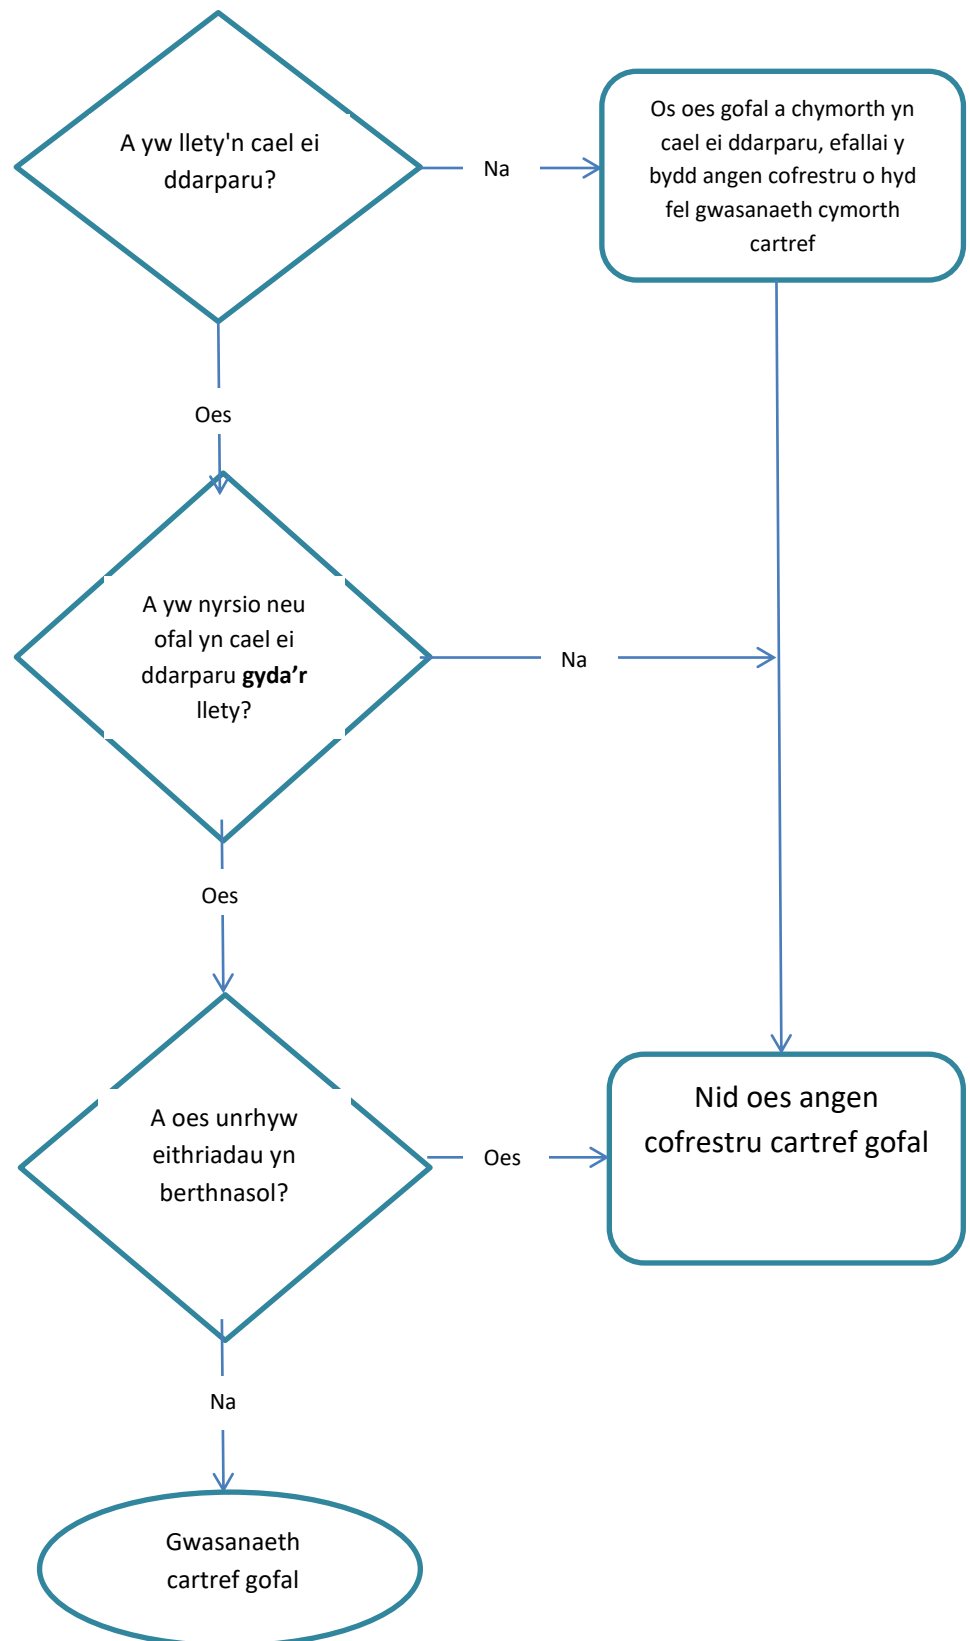 A yw llety'n cael ei
ddarparu?
Na
Os oes gofal a chymorth yn
cael ei ddarparu, efallai y
bydd angen cofrestru o hyd
fel gwasanaeth cymorth
cartref
Oes
A yw nyrsio neu
ofal yn cael ei
ddarparu gyda’r
llety?
Na
Oes
A oes unrhyw
eithriadau yn
berthnasol?
Oes
Nid oes angen
cofrestru cartref gofal
Na
Gwasanaeth
cartref gofal